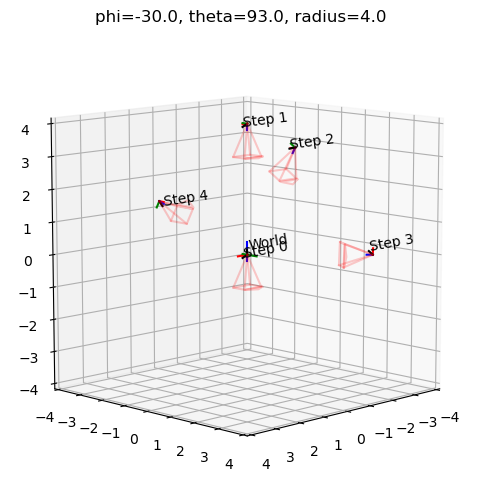 phi=-30.0, theta=93.0, radius=4.0
Step 1
Step 2
Step 4
Step 3
World
Step 0
4
3
2
1
0
−1
−2
−3
−4
−4 −3 −2 −1 0 1 2 3 4
4 3 2 1 0 −1 −2 −3 −4